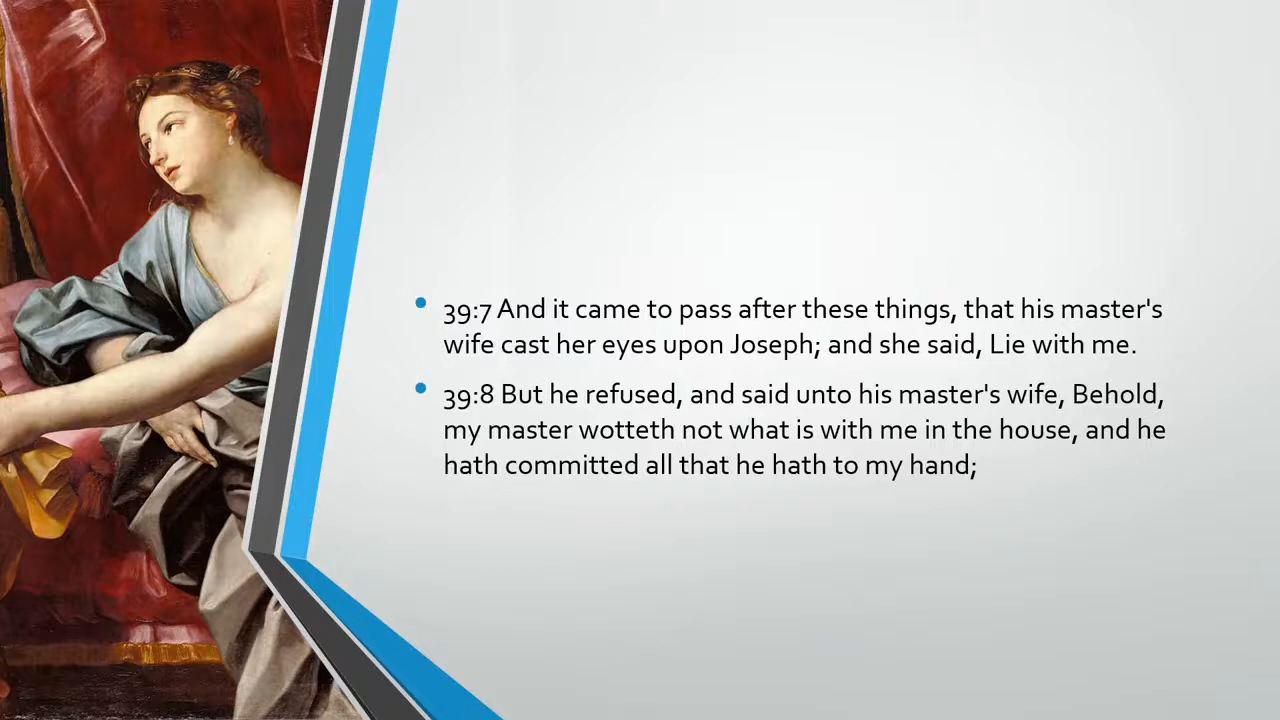 39:7 And it came to pass after these things, that his master's
wife cast her eyes upon Joseph; and she said, Lie with me.
39:8 But he refused, and said unto his master's wife, Behold,
my master wotteth not what is with me in the house, and he
hath committed all that he hath to my hand;